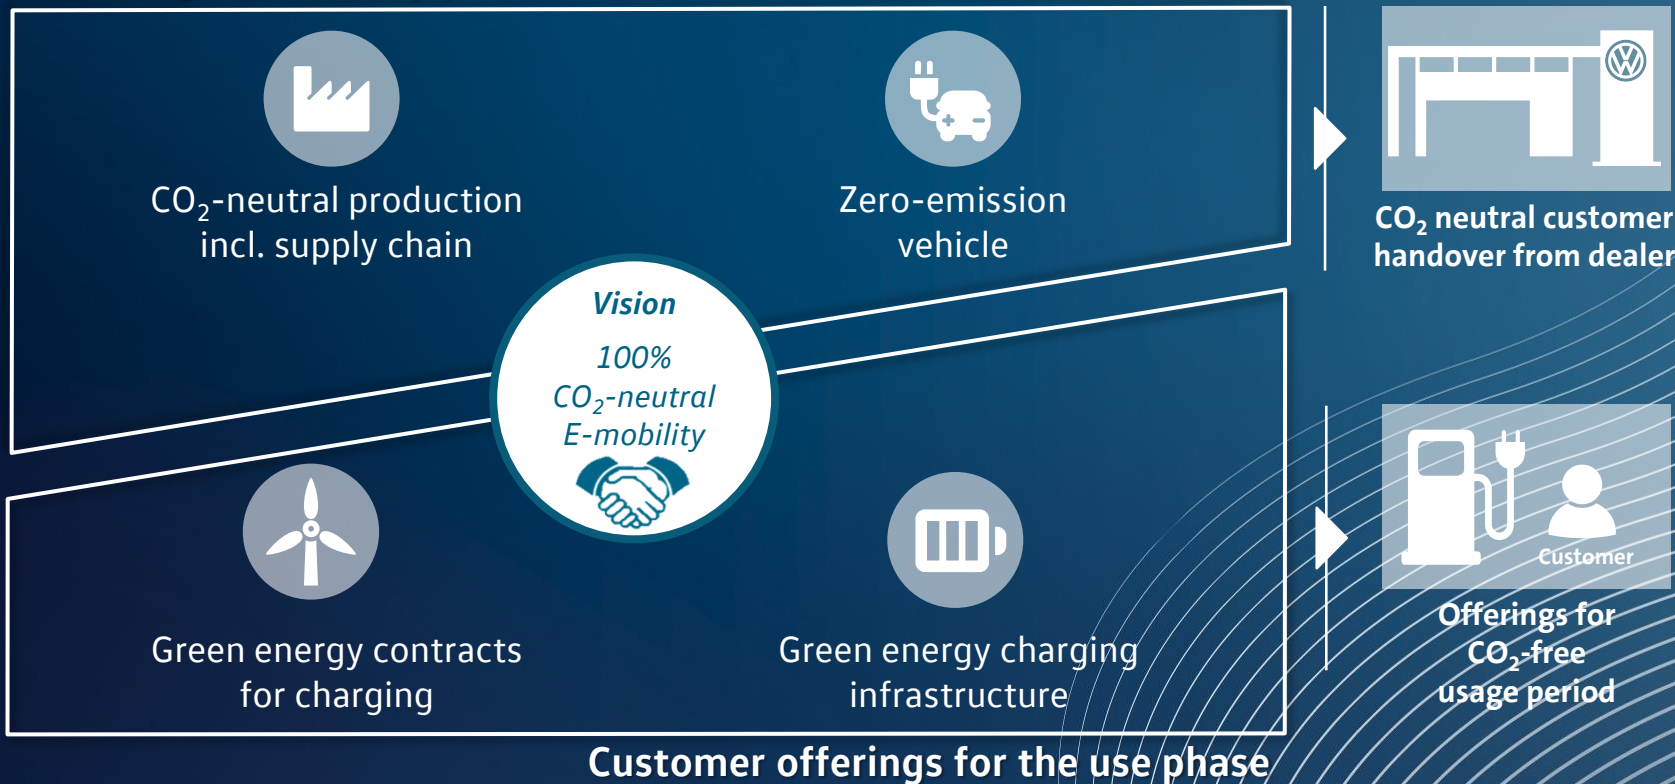 CO₂-neutral production
incl. supply chain
Zero-emission
vehicle
CO₂ neutral customer
handover from dealer
Vision
100%
CO₂-neutral
E-mobility
Green energy contracts
for charging
Green energy charging
infrastructure
Customer
Offerings for
CO₂-free
usage period
Customer offerings for the use phase